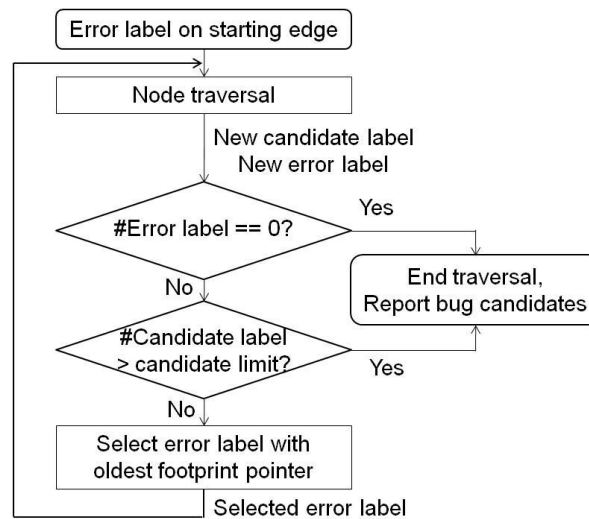 Error label on starting edge
Node traversal
New candidate label
New error label
#Error label == 0?
Yes
End traversal,
Report bug candidates
No
#Candidate label
> candidate limit?
Yes
No
Select error label with
oldest footprint pointer
Selected error label